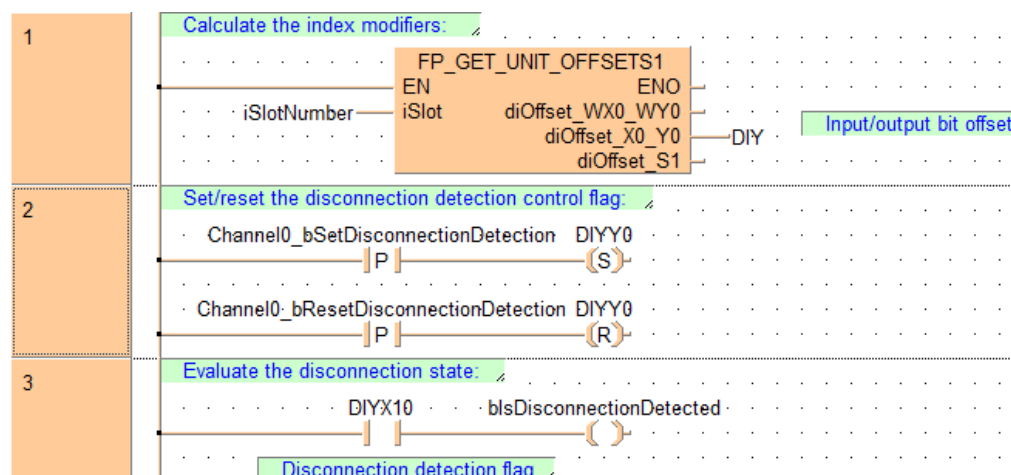 1
Calculate the index modifiers:
FP_GET_UNIT_OFFSETS1
EN ENO
iSlotNumber iSlot diOffset_WX0_WY0
Input/output bit offset
diOffset_X0_Y0 DIY
diOffset_S1
2
Set/reset the disconnection detection control flag:
Channel0_bSetDisconnectionDetection DIYY0
P S
Channel0_bResetDisconnectionDetection DIYY0
P R
3
Evaluate the disconnection state:
DIYX10 bIsDisconnectionDetected
Disconnection detection flag